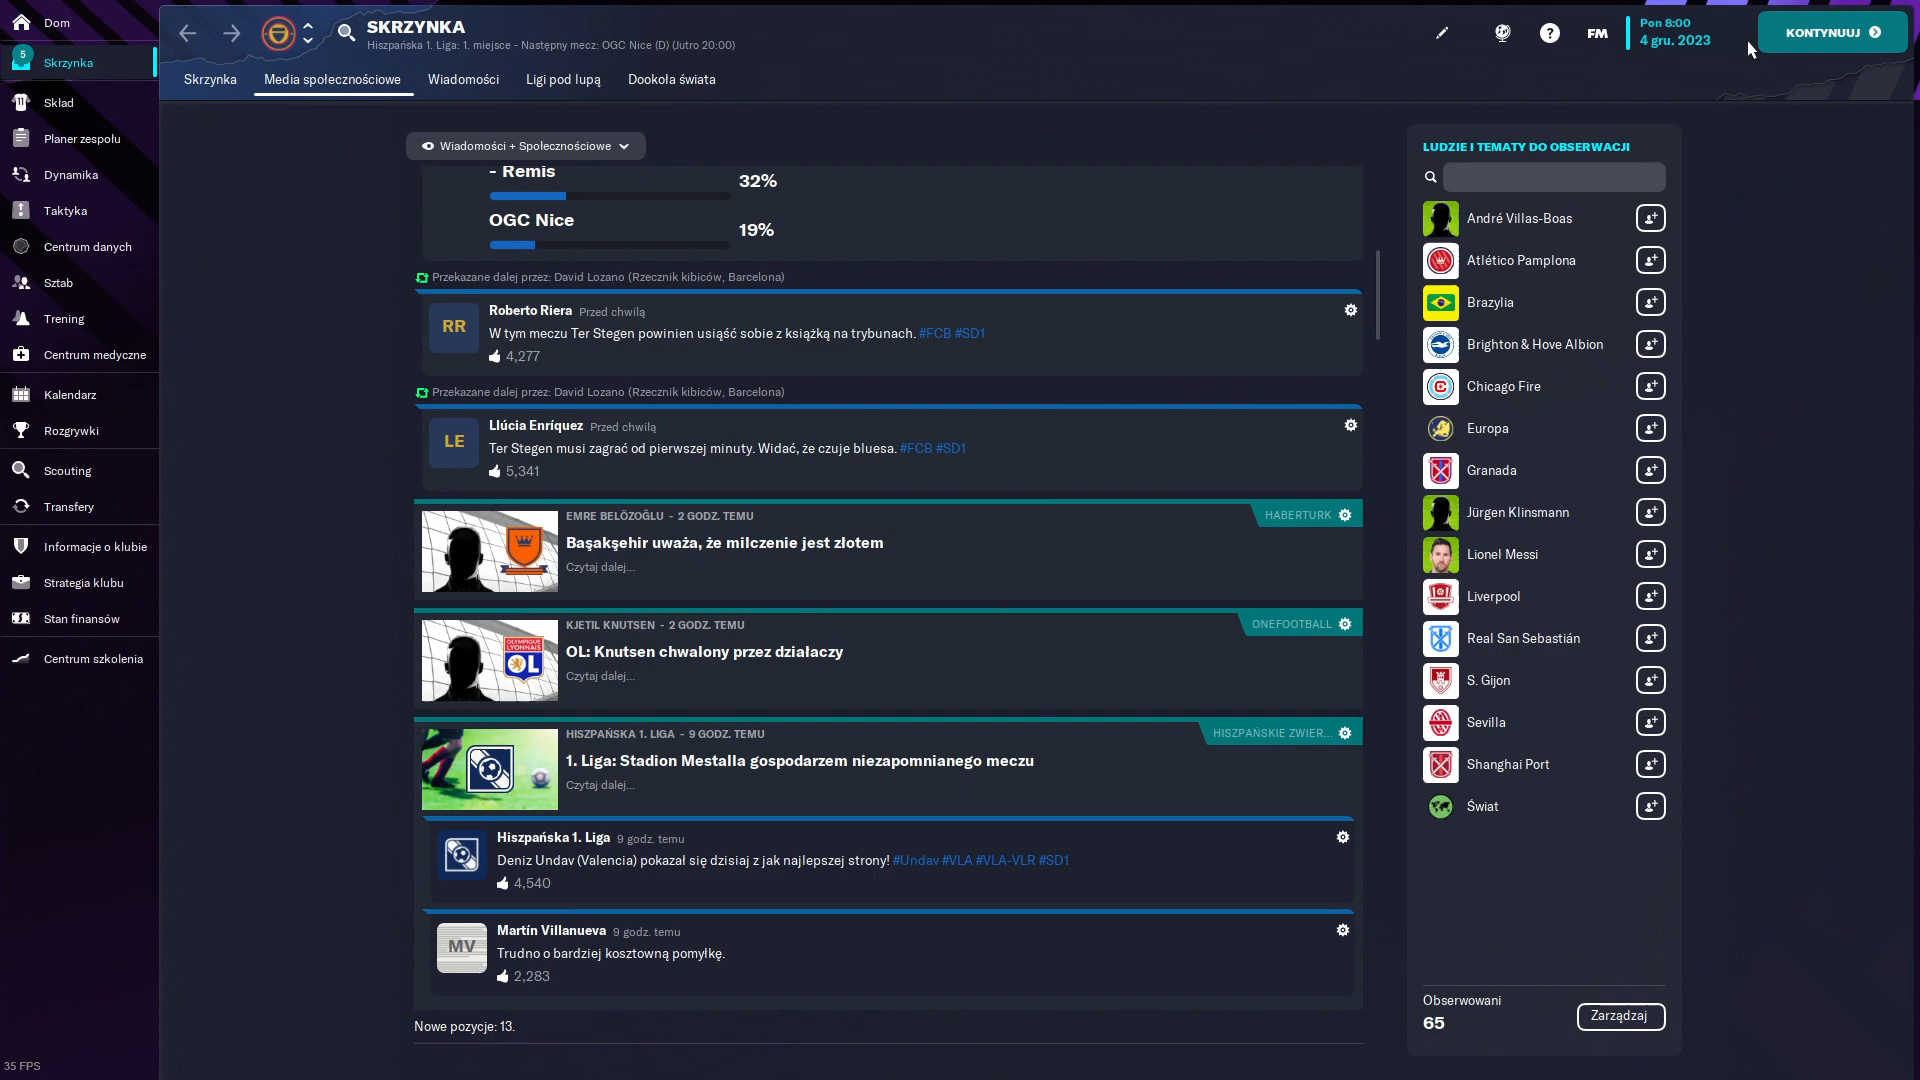 Dom
5
Skrzynka
Skład
Planer zespołu
Dynamika
Taktyka
Centrum danych
Sztab
Trening
Centrum medyczne
Kalendarz
Rozgrywki
Scouting
Transfery
Informacje o klubie
Strategia klubu
Stan finansów
Centrum szkolenia
35 FPS
SKRZYNKA
Hiszpańska 1. Liga: 1. miejsce - Następny mecz: OGC Nice (D) (Jutro 20:00)
FM
Pon 8:00
4 gru. 2023
KONTYNUUJ
Skrzynka
Media społecznościowe
Wiadomości
Ligi pod lupą
Dookoła świata
Wiadomości + Społecznościowe
- Remis
32%
OGC Nice
19%
Przekazane dalej przez: David Lozano (Rzecznik kibiców, Barcelona)
RR
Roberto Riera Przed chwilą
W tym meczu Ter Stegen powinien usiąść sobie z książką na trybunach. #FCB #SD1
4,277
Przekazane dalej przez: David Lozano (Rzecznik kibiców, Barcelona)
LE
Llúcia Enríquez Przed chwilą
Ter Stegen musi zagrać od pierwszej minuty. Widać, że czuje bluesa. #FCB #SD1
5,341
EMRE BELÖZOĞLU - 2 GODZ. TEMU
HABERTURK
Başakşehir uważa, że milczenie jest złotem
Czytaj dalej...
KJETIL KNUTSEN - 2 GODZ. TEMU
ONEFOOTBALL
OLYMPIQUE
LYONNAIS
OL
OL: Knutsen chwalony przez działaczy
Czytaj dalej...
HISZPAŃSKA 1. LIGA - 9 GODZ. TEMU
HISZPAŃSKIE ZWIER...
1. Liga: Stadion Mestalla gospodarzem niezapomnianego meczu
Czytaj dalej...
Hiszpańska 1. Liga 9 godz. temu
Deniz Undav (Valencia) pokazał się dzisiaj z jak najlepszej strony! #Undav #VLA #VLA-VLR #SD1
4,540
MV
Martín Villanueva 9 godz. temu
Trudno o bardziej kosztowną pomyłkę.
2,283
Nowe pozycje: 13.
LUDZIE I TEMATY DO OBSERWACJI
André Villas-Boas
Atlético Pamplona
Brazylia
Brighton & Hove Albion
Chicago Fire
Europa
Granada
Jürgen Klinsmann
Lionel Messi
Liverpool
Real San Sebastián
S. Gijon
Sevilla
Shanghai Port
Świat
Obserwowani
65
Zarządzaj